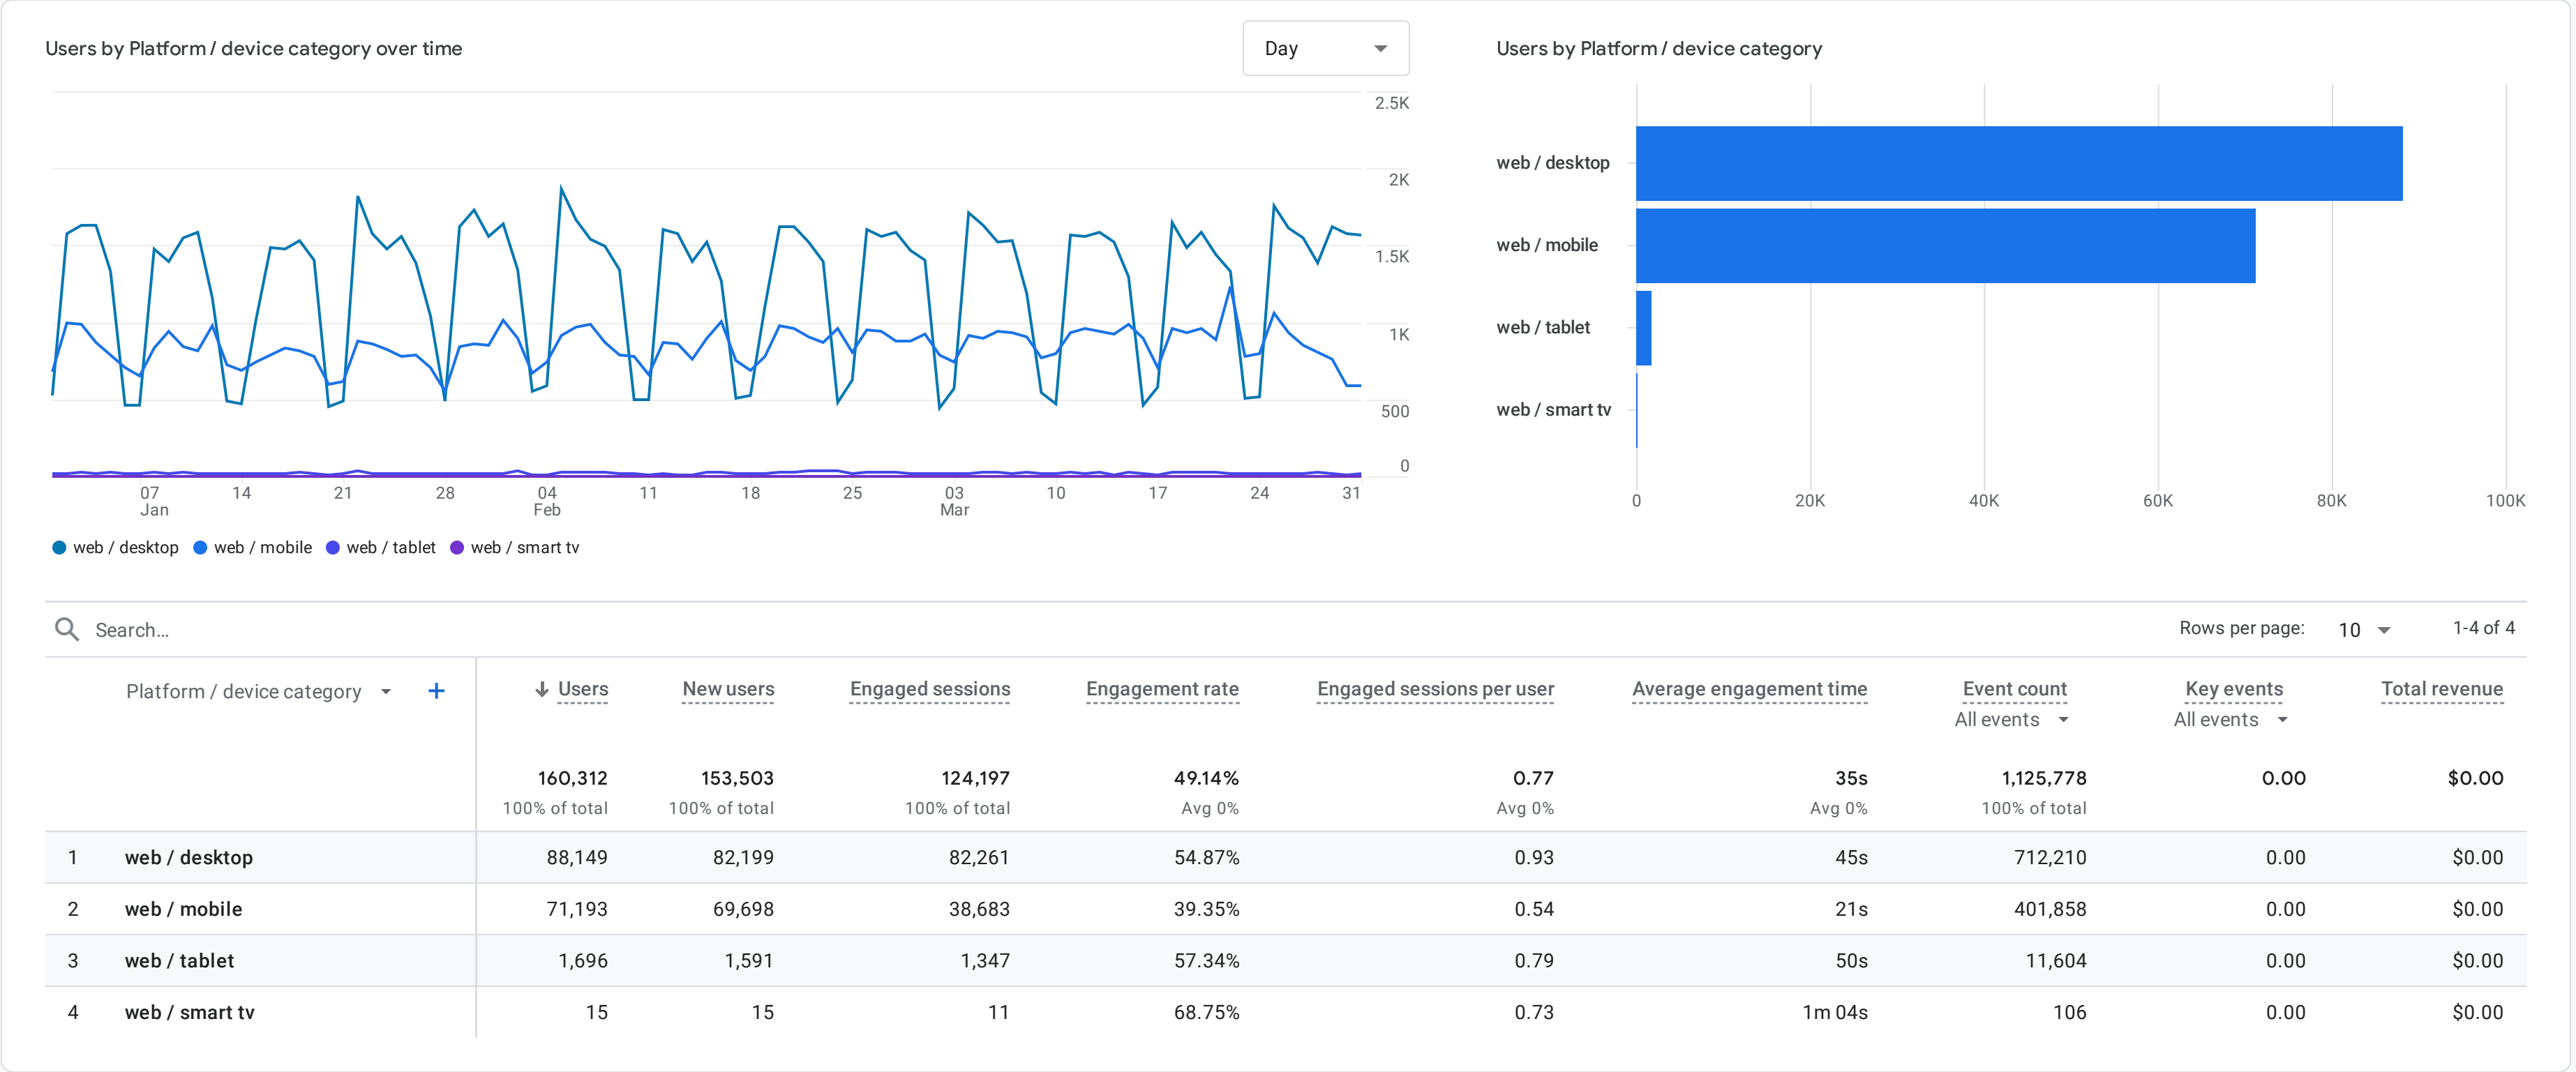 Users by Platform / device category over time
Day
2.5K
2K
1.5K
1K
500
0
07 14 21 28 04 11 18 25 03 10 17 24 31
Jan Feb Mar
web / desktop web / mobile web / tablet web / smart tv
Users by Platform / device category
web / desktop
web / mobile
web / tablet
web / smart tv
0 20K 40K 60K 80K 100K
Search...
Rows per page: 10 1-4 of 4
Platform / device category + Users New users Engaged sessions Engagement rate Engaged sessions per user Average engagement time Event count Key events Total revenue
All events All events
160,312 153,503 124,197 49.14% 0.77 35s 1,125,778 0.00 $0.00
100% of total 100% of total 100% of total Avg 0% Avg 0% Avg 0% 100% of total
1 web / desktop 88,149 82,199 82,261 54.87% 0.93 45s 712,210 0.00 $0.00
2 web / mobile 71,193 69,698 38,683 39.35% 0.54 21s 401,858 0.00 $0.00
3 web / tablet 1,696 1,591 1,347 57.34% 0.79 50s 11,604 0.00 $0.00
4 web / smart tv 15 15 11 68.75% 0.73 1m 04s 106 0.00 $0.00